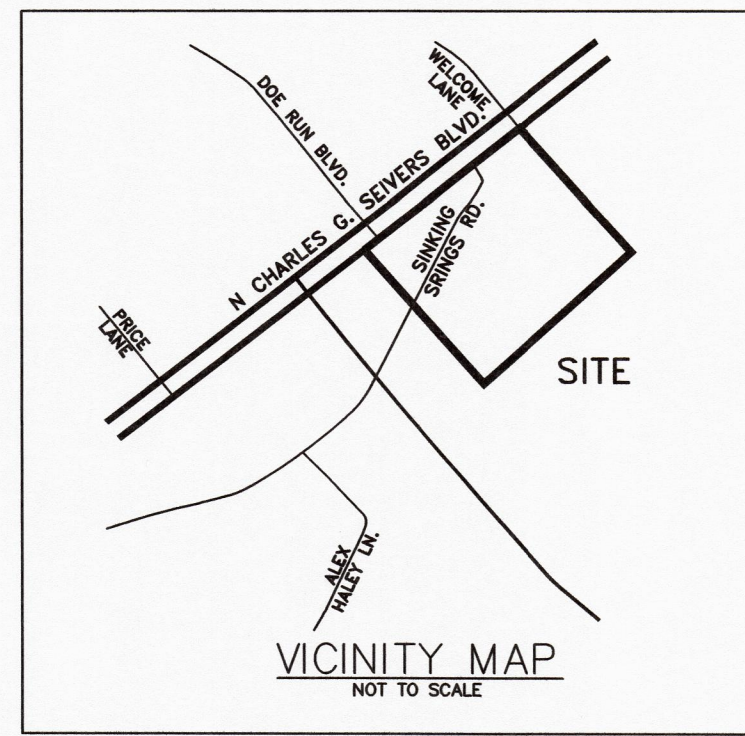 WELCOME
LANE
DOE RUN BLVD.
N CHARLES G. SEIVERS BLVD.
SINKING
SRINGS RD.
PRICE
LANE
SITE
ALEX
HALEY LN.
VICINITY MAP
NOT TO SCALE